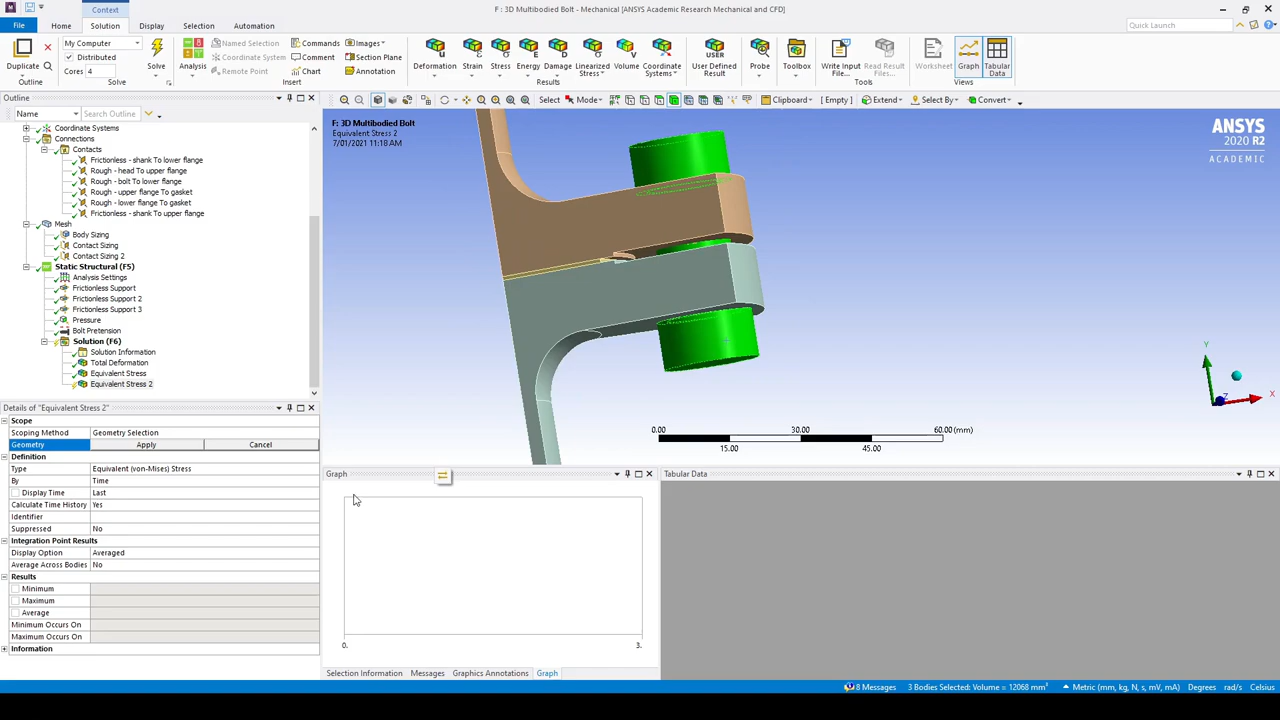 Context
F : 3D Multibodied Bolt - Mechanical [ANSYS Academic Research Mechanical and CFD]
File Home Solution Display Selection Automation
Quick Launch
Duplicate
Outline
My Computer
Distributed
Cores 4
Solve
Solve
Analysis
Named Selection
Coordinate System
Remote Point
Commands
Comment
Chart
Images
Section Plane
Annotation
Insert
Deformation
Strain
Stress
Energy
Damage
Linearized Stress
Volume
Coordinate Systems
Results
USER
User Defined Result
Probe
Toolbox
Write Input File...
Read Result Files...
Tools
Worksheet
Graph
Tabular Data
Views
Outline
Select Mode Clipboard [ Empty ] Extend Select By Convert
Name Search Outline
Coordinate Systems
Connections
Contacts
Frictionless - shank To lower flange
Rough - head To upper flange
Rough - bolt To lower flange
Rough - upper flange To gasket
Rough - lower flange To gasket
Frictionless - shank To upper flange
Mesh
Body Sizing
Contact Sizing
Contact Sizing 2
Static Structural (F5)
Analysis Settings
Frictionless Support
Frictionless Support 2
Frictionless Support 3
Pressure
Bolt Pretension
Solution (F6)
Solution Information
Total Deformation
Equivalent Stress
Equivalent Stress 2
Details of "Equivalent Stress 2"
Scope
Scoping Method Geometry Selection
Geometry Apply Cancel
Definition
Type Equivalent (von-Mises) Stress
By Time
Display Time Last
Calculate Time History Yes
Identifier
Suppressed No
Integration Point Results
Display Option Averaged
Average Across Bodies No
Results
Minimum
Maximum
Average
Minimum Occurs On
Maximum Occurs On
Information
F: 3D Multibodied Bolt
Equivalent Stress 2
7/01/2021 11:18 AM
ANSYS
2020 R2
ACADEMIC
Y
X
Z
0.00 30.00 60.00 (mm)
15.00 45.00
Graph
0. 3.
Selection Information Messages Graphics Annotations Graph
Tabular Data
8 Messages 3 Bodies Selected: Volume = 12068 mm³ Metric (mm, kg, N, s, mV, mA) Degrees rad/s Celsius